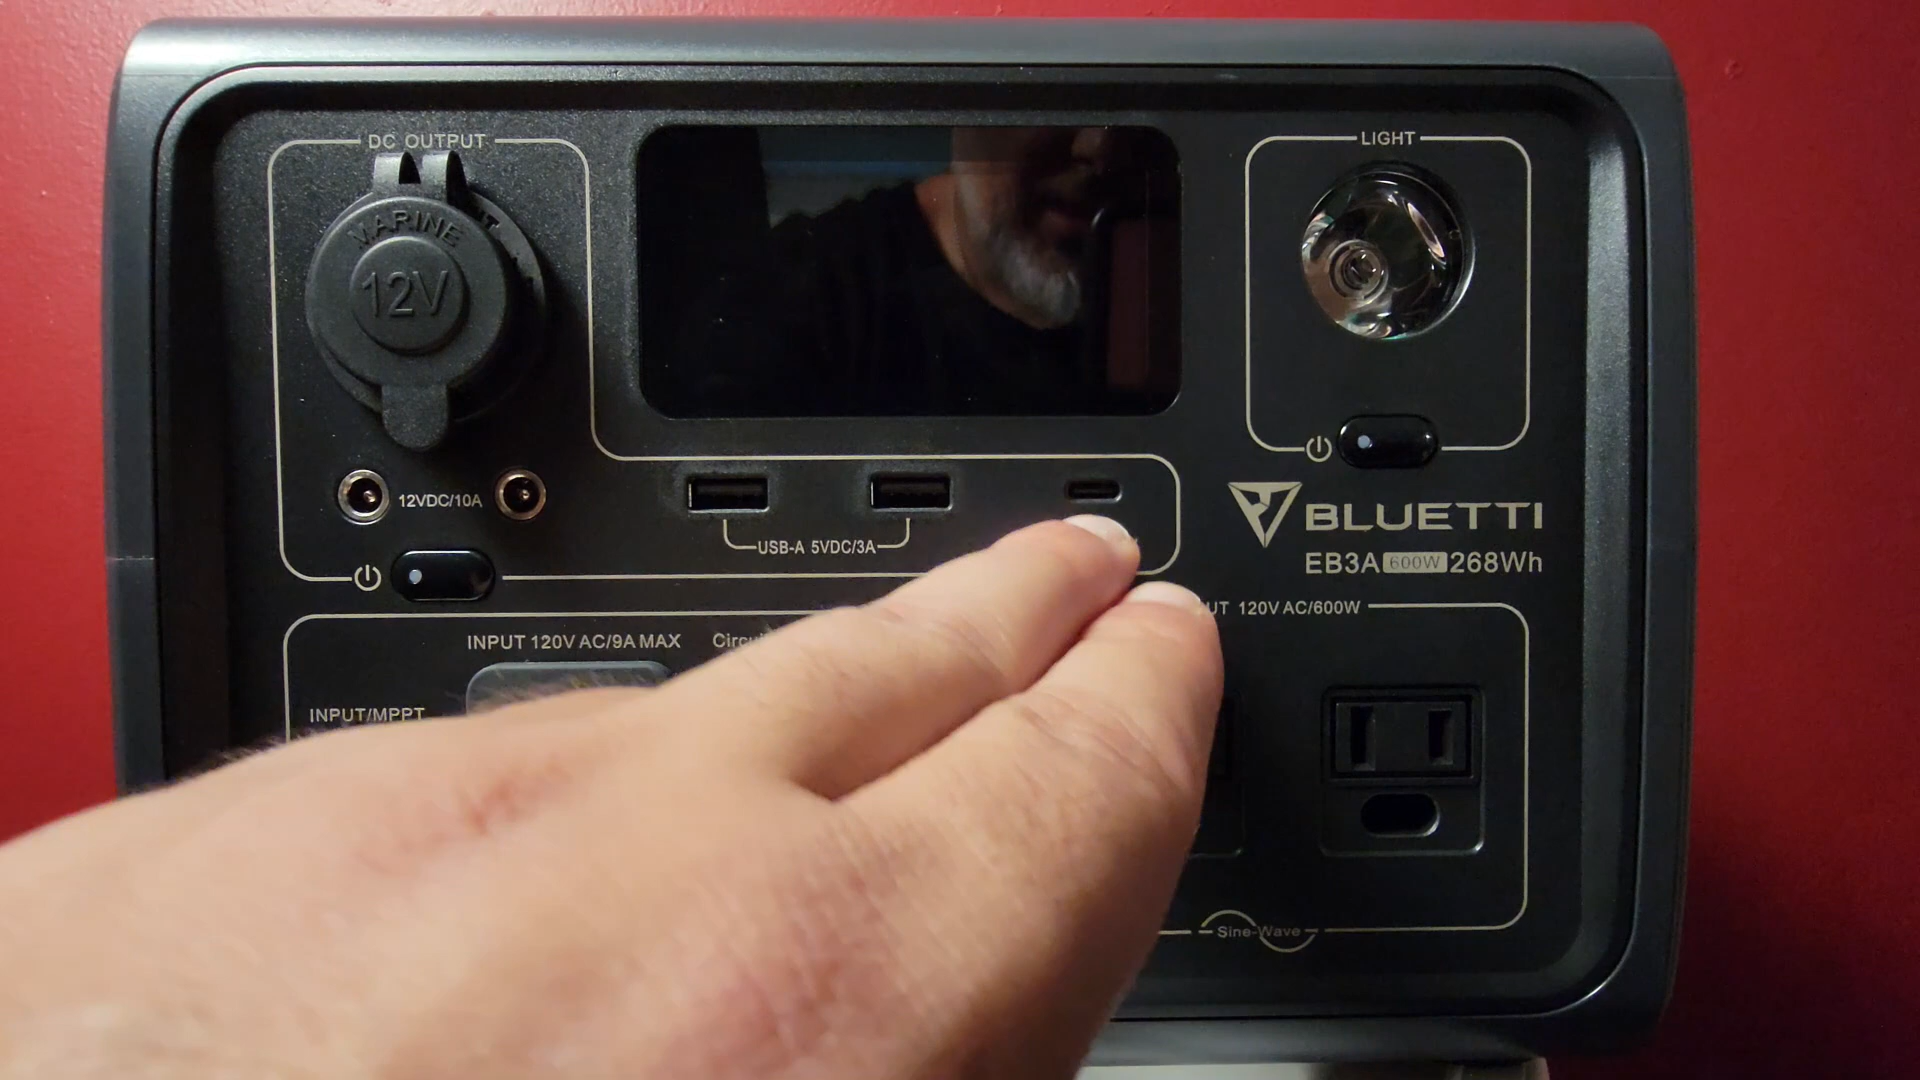 DC OUTPUT
LIGHT
MARINE
12V
12VDC/10A
USB-A 5VDC/3A
BLUETTI
EB3A 600W 268Wh
120V AC/600W
INPUT 120V AC/9A MAX
INPUT/MPPT
Sine-Wave